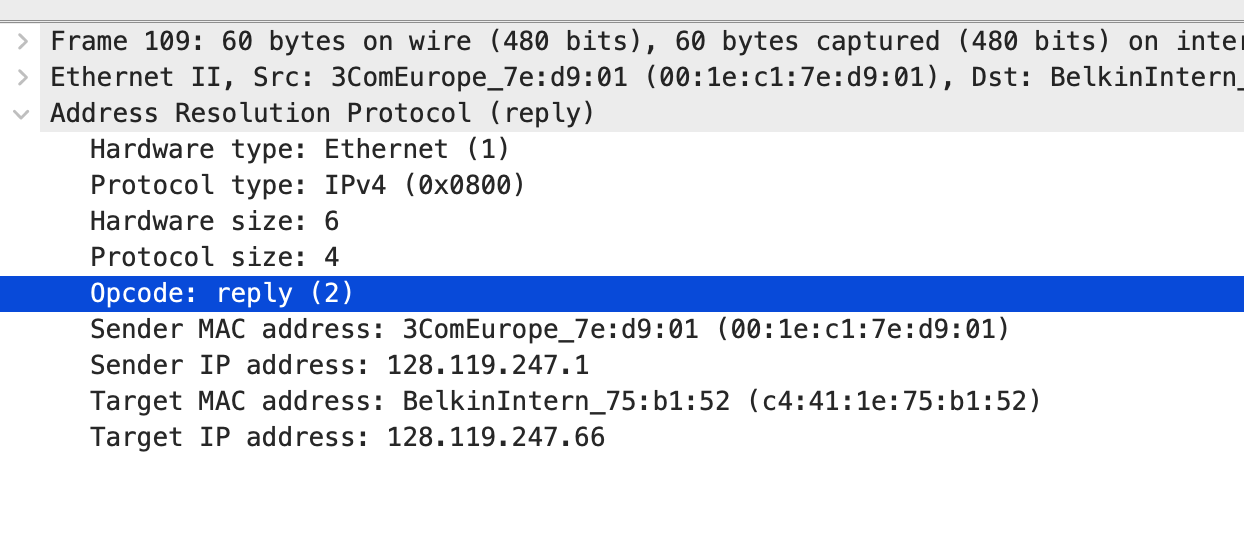 Frame 109: 60 bytes on wire (480 bits), 60 bytes captured (480 bits) on
Ethernet II, Src: 3ComEurope_7e:d9:01 (00:1e:c1:7e:d9:01), Dst: BelkinIntern_
Address Resolution Protocol (reply)
Hardware type: Ethernet (1)
Protocol type: IPv4 (0x0800)
Hardware size: 6
Protocol size: 4
Opcode: reply (2)
Sender MAC address: 3ComEurope_7e:d9:01 (00:1e:c1:7e:d9:01)
Sender IP address: 128.119.247.1
Target MAC address: BelkinIntern_75:b1:52 (c4:41:1e:75:b1:52)
Target IP address: 128.119.247.66